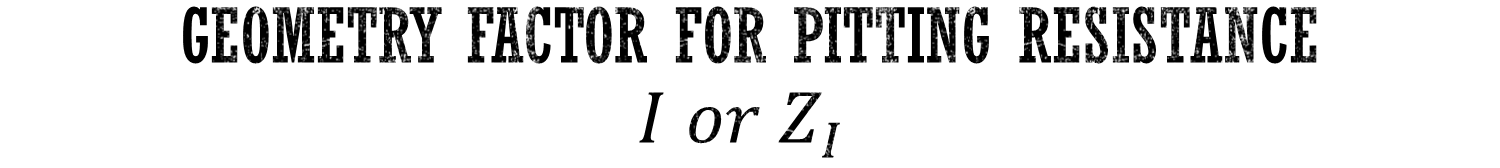 GEOMETRY FACTOR FOR PITTING RESISTANCE
I or Z_I